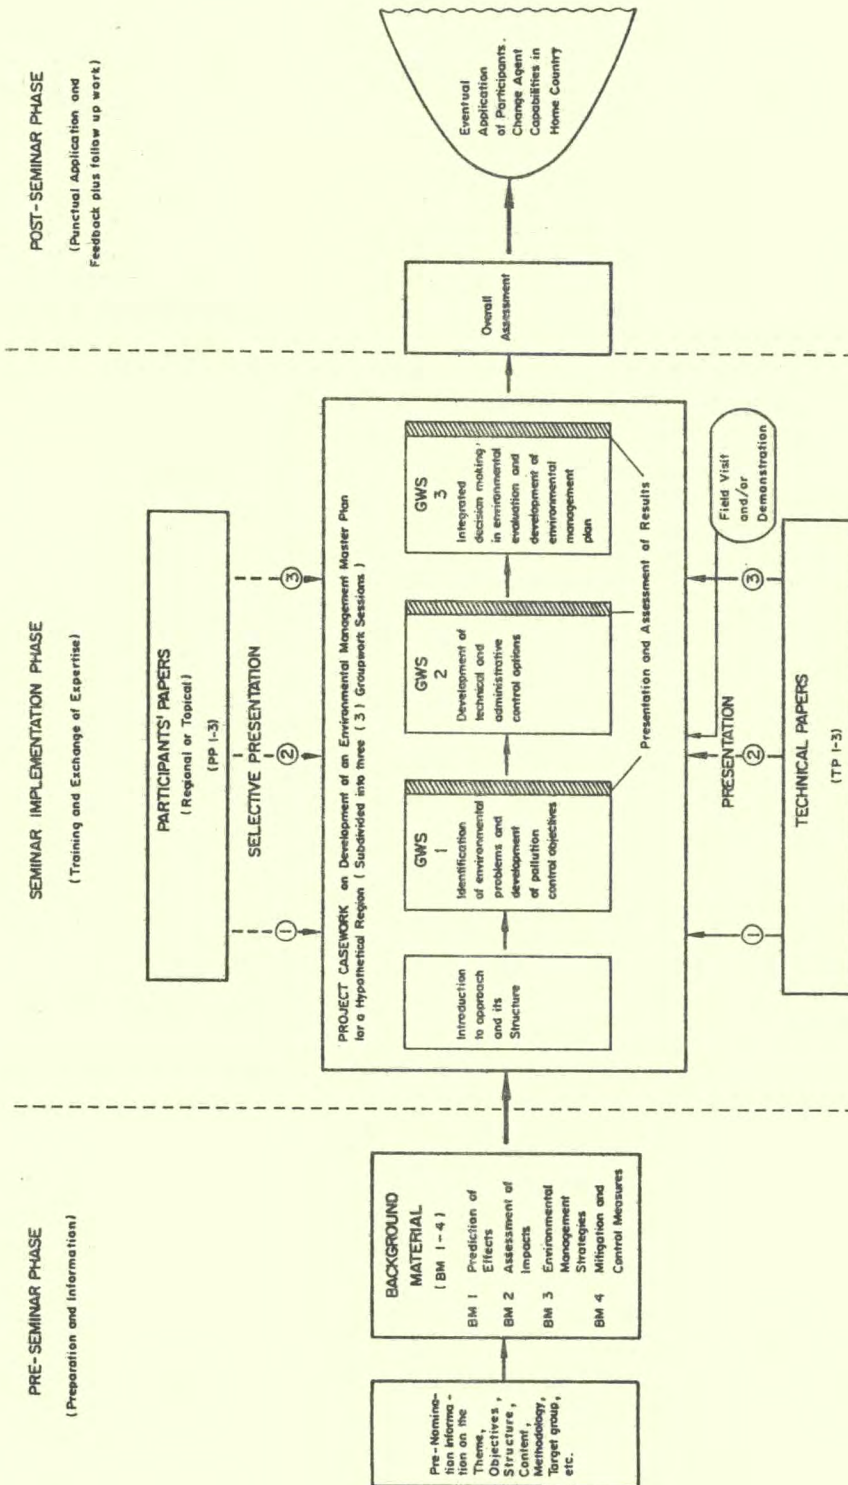 PRE-SEMINAR PHASE
(Preparation and Information)
Pre-Nomina-
tion Informa-
tion on the
Theme,
Objectives,
Structure,
Content,
Methodology,
Target group,
etc.
BACKGROUND
MATERIAL
(BM 1-4)
BM 1 Prediction of
Effects
BM 2 Assessment of
Impacts
BM 3 Environmental
Management
Strategies
BM 4 Mitigation and
Control Measures
SEMINAR IMPLEMENTATION PHASE
(Training and Exchange of Expertise)
PARTICIPANTS' PAPERS
(Regional or Topical)
(PP 1-3)
SELECTIVE PRESENTATION
1
2
3
PROJECT CASEWORK on Development of an Environmental Management Master Plan
for a Hypothetical Region (Subdivided into three (3) Groupwork Sessions)
Introduction
to approach
and its
Structure
GWS
1
Identification
of environmental
problems and
development
of pollution
control objectives
GWS
2
Development of
technical and
administrative
control options
GWS
3
Integrated
decision making,
in environmental
evaluation and
development of
environmental
management
plan
Presentation and Assessment of Results
1
2
3
PRESENTATION
Field Visit
and/or
Demonstration
TECHNICAL PAPERS
(TP 1-3)
POST-SEMINAR PHASE
(Punctual Application and
Feedback plus follow up work)
Overall
Assessment
Eventual
Application
of Participants.
Change Agent
Capabilities in
Home Country